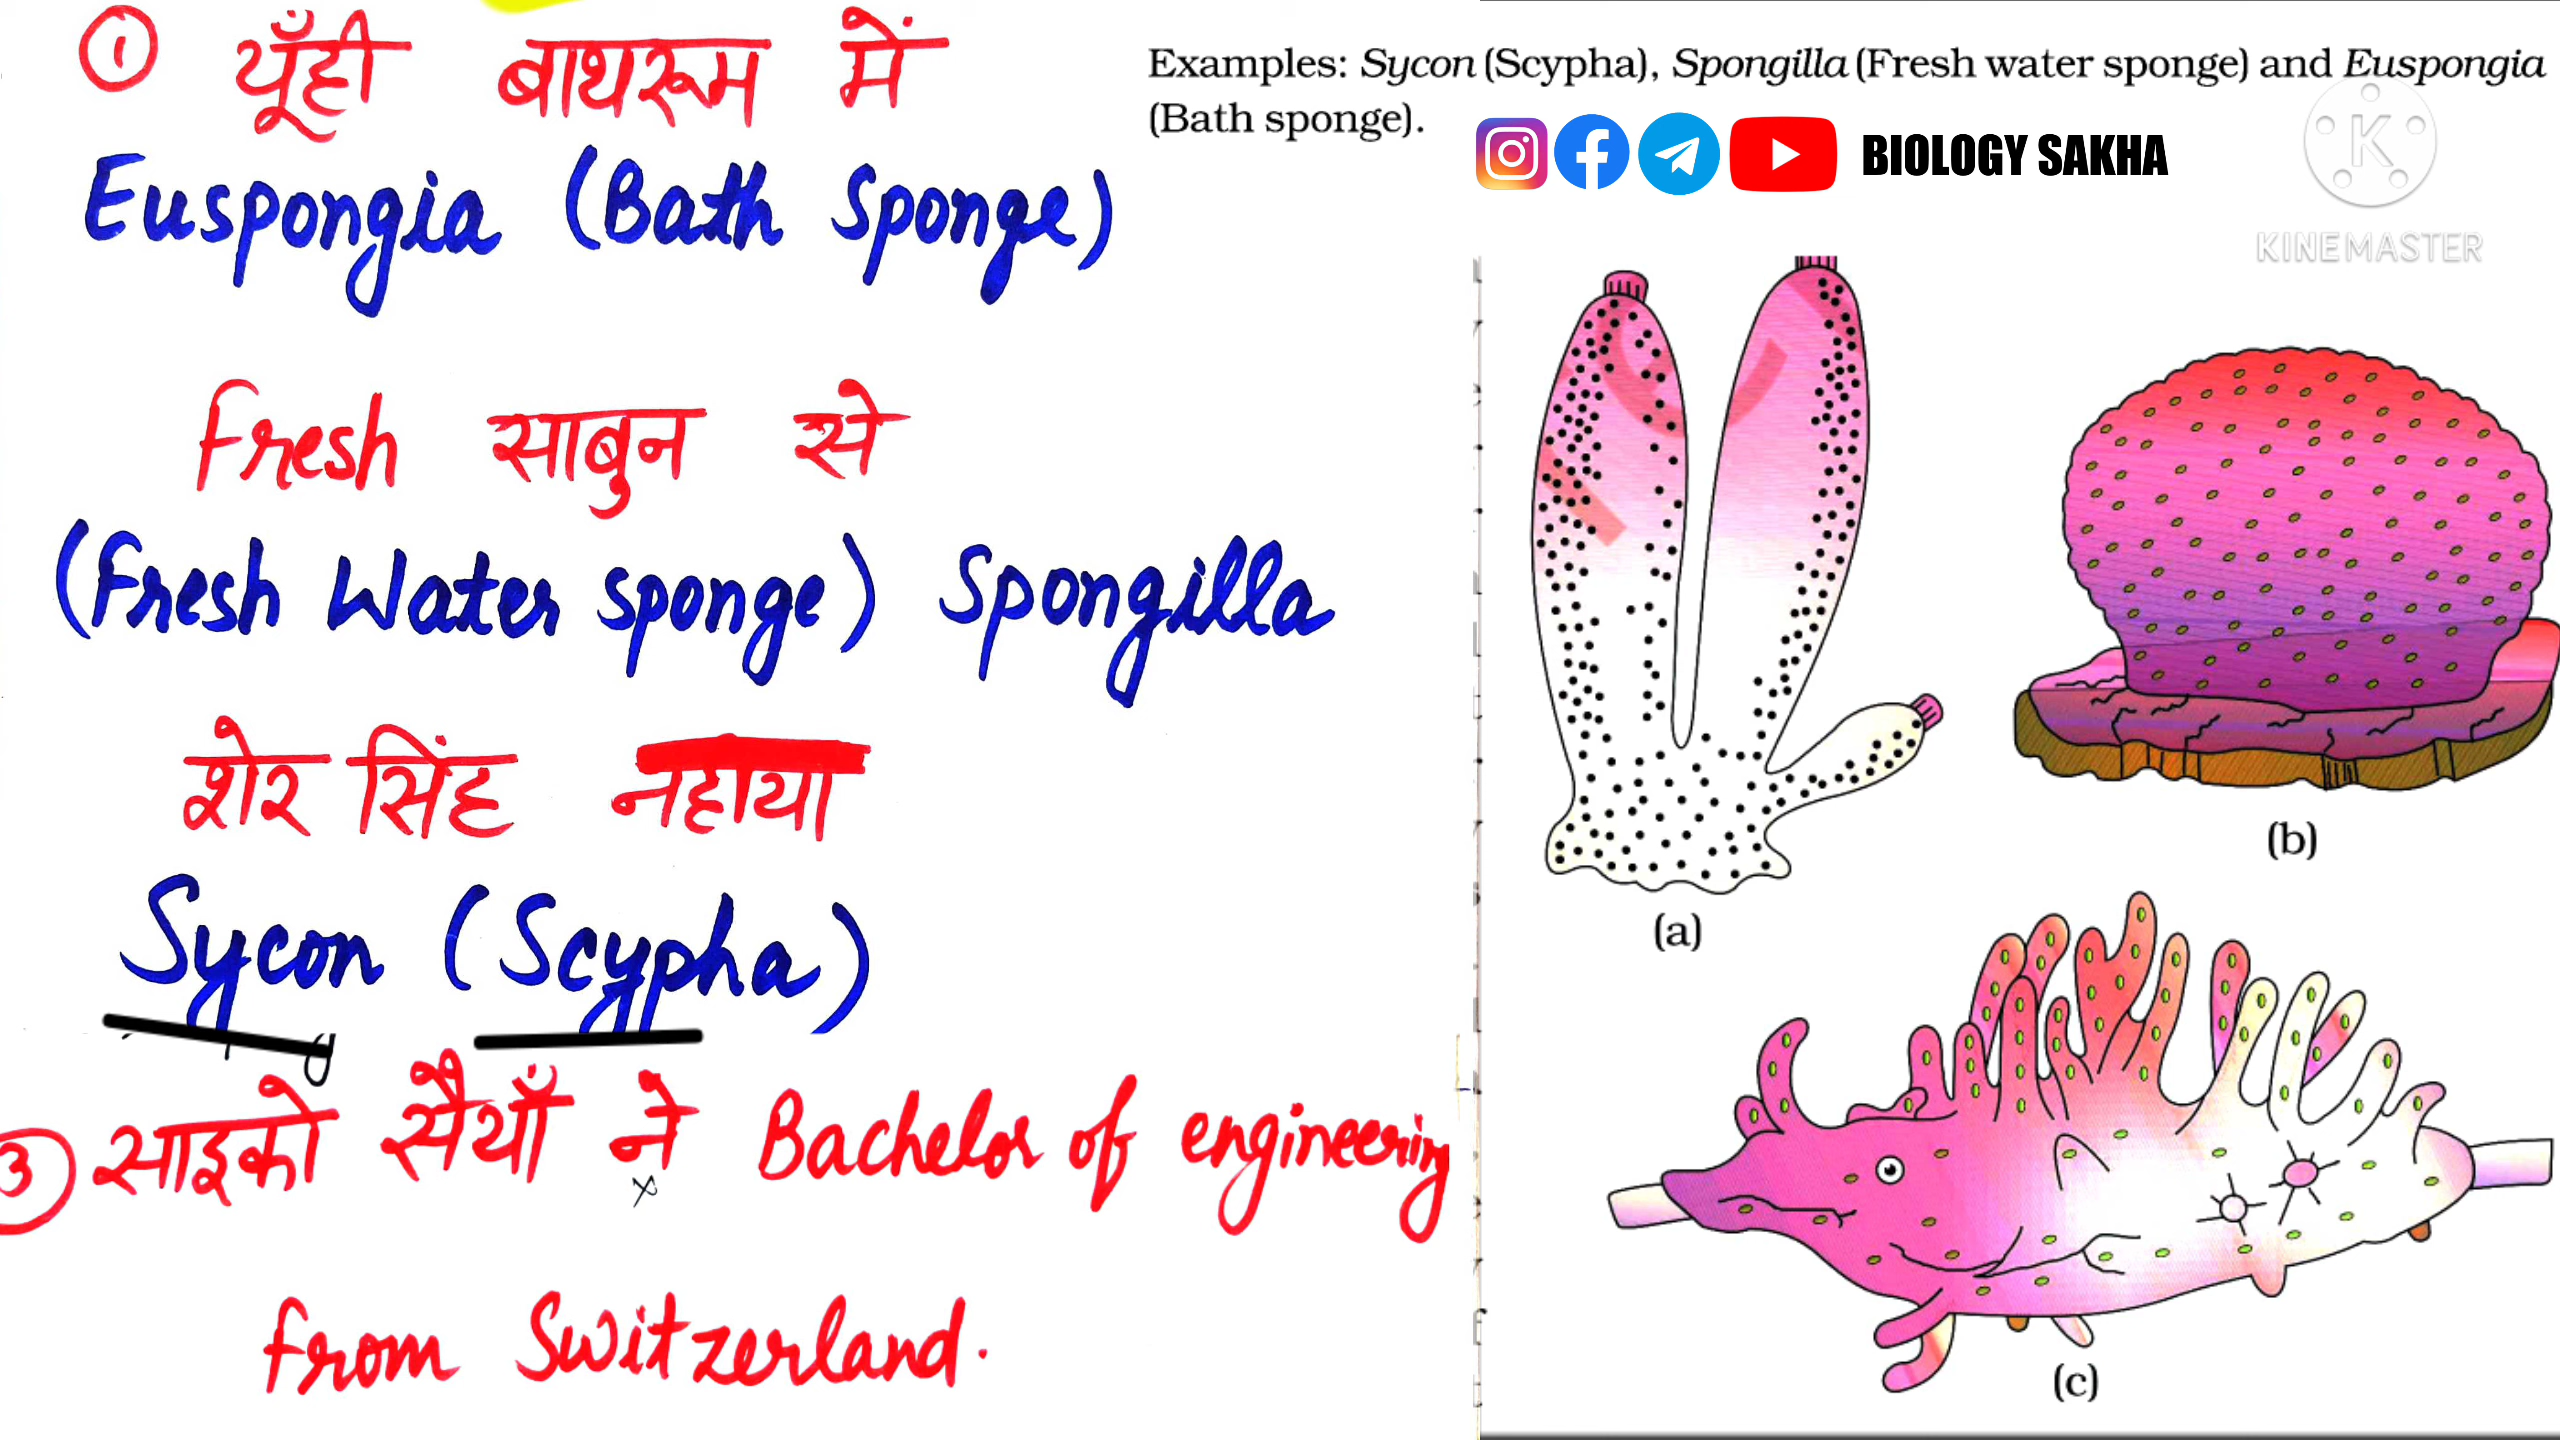 ① यूँही बाथरूम में
Euspongia (Bath Sponge)
Fresh साबुन से
(Fresh Water sponge) Spongilla
शेर सिंह नहाया
Sycon (Scypha)
③ साइको सैयाँ ने Bachelor of engineering
from Switzerland.
Examples: Sycon (Scypha), Spongilla (Fresh water sponge) and Euspongia
(Bath sponge).
BIOLOGY SAKHA
K
KINEMASTER
(a)
(b)
(c)